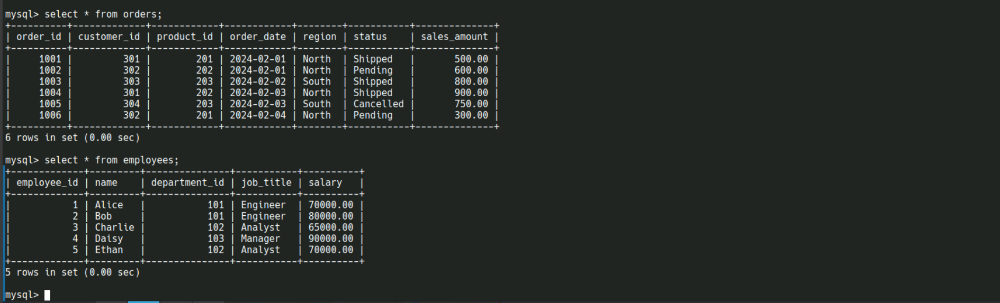 mysql> select * from orders;
+----------+-------------+------------+------------+--------+-----------+--------------+
| order_id | customer_id | product_id | order_date | region | status    | sales_amount |
+----------+-------------+------------+------------+--------+-----------+--------------+
|     1001 |         301 |        201 | 2024-02-01 | North  | Shipped   |       500.00 |
|     1002 |         302 |        202 | 2024-02-01 | North  | Pending   |       600.00 |
|     1003 |         303 |        203 | 2024-02-02 | South  | Shipped   |       800.00 |
|     1004 |         301 |        202 | 2024-02-03 | North  | Shipped   |       900.00 |
|     1005 |         304 |        203 | 2024-02-03 | South  | Cancelled |       750.00 |
|     1006 |         302 |        201 | 2024-02-04 | North  | Pending   |       300.00 |
+----------+-------------+------------+------------+--------+-----------+--------------+
6 rows in set (0.00 sec)
mysql> select * from employees;
+-------------+---------+---------------+-----------+----------+
| employee_id | name    | department_id | job_title | salary   |
+-------------+---------+---------------+-----------+----------+
|           1 | Alice   |           101 | Engineer  | 70000.00 |
|           2 | Bob     |           101 | Engineer  | 80000.00 |
|           3 | Charlie |           102 | Analyst   | 65000.00 |
|           4 | Daisy   |           103 | Manager   | 90000.00 |
|           5 | Ethan   |           102 | Analyst   | 70000.00 |
+-------------+---------+---------------+-----------+----------+
5 rows in set (0.00 sec)
mysql>